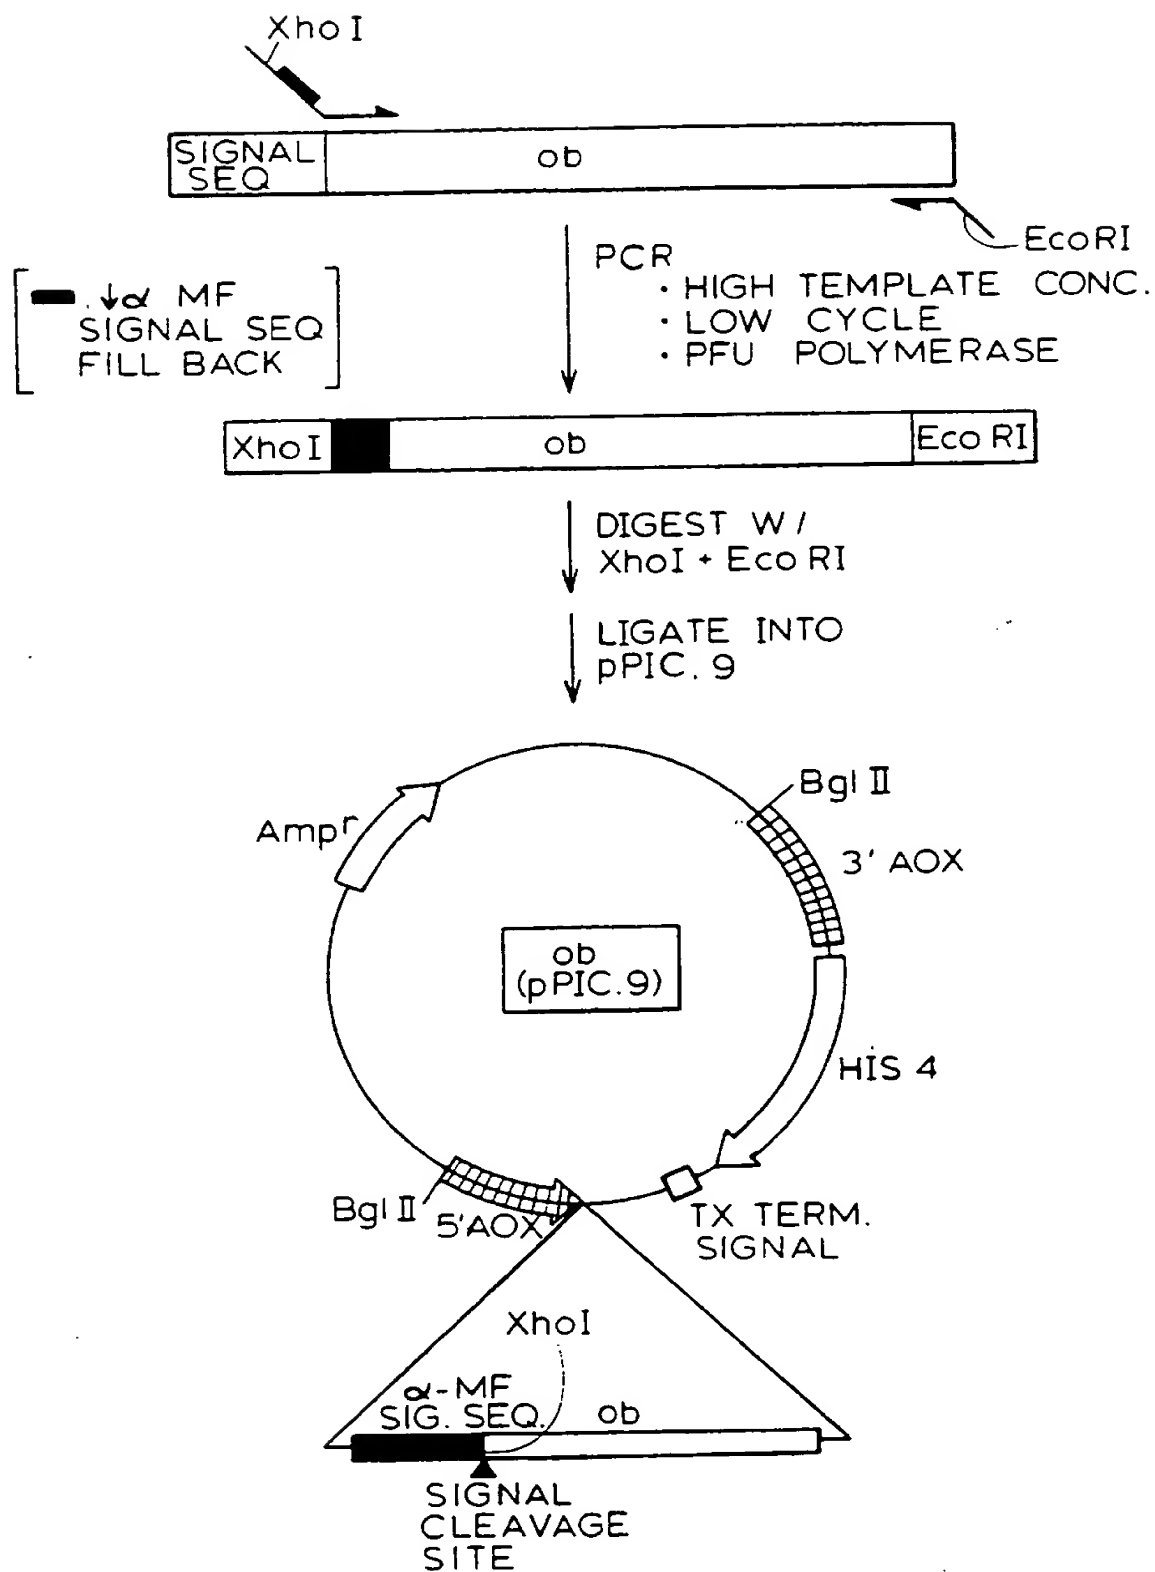 XhoI
SIGNAL
SEQ
ob
EcoRI
PCR
· HIGH TEMPLATE CONC.
· LOW CYCLE
· PFU POLYMERASE
↓α MF
SIGNAL SEQ
FILL BACK
XhoI
ob
Eco RI
DIGEST W/
XhoI + Eco RI
LIGATE INTO
pPIC. 9
Bgl II
Ampr
3' AOX
ob
(pPIC.9)
HIS 4
Bgl II
5'AOX
TX TERM.
SIGNAL
XhoI
α-MF
SIG. SEQ.
ob
SIGNAL
CLEAVAGE
SITE